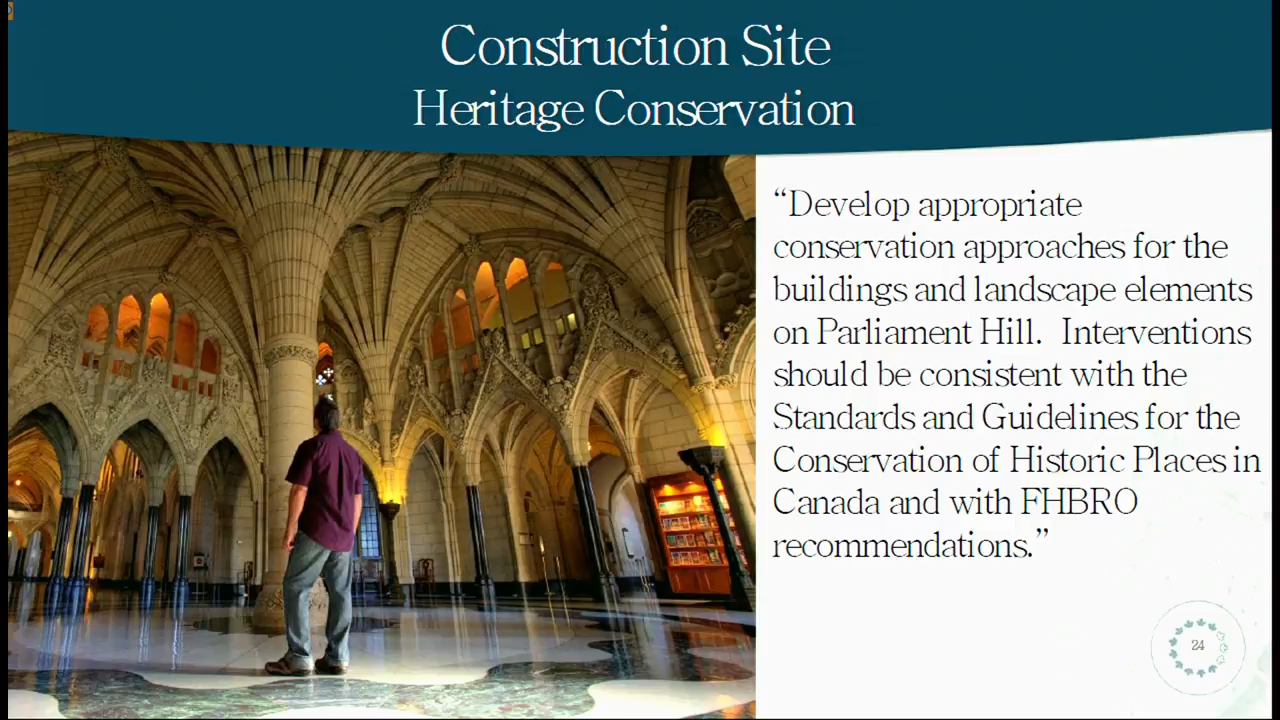 Construction Site
Heritage Conservation
“Develop appropriate
conservation approaches for the
buildings and landscape elements
on Parliament Hill.  Interventions
should be consistent with the
Standards and Guidelines for the
Conservation of Historic Places in
Canada and with FHBRO
recommendations.”
24